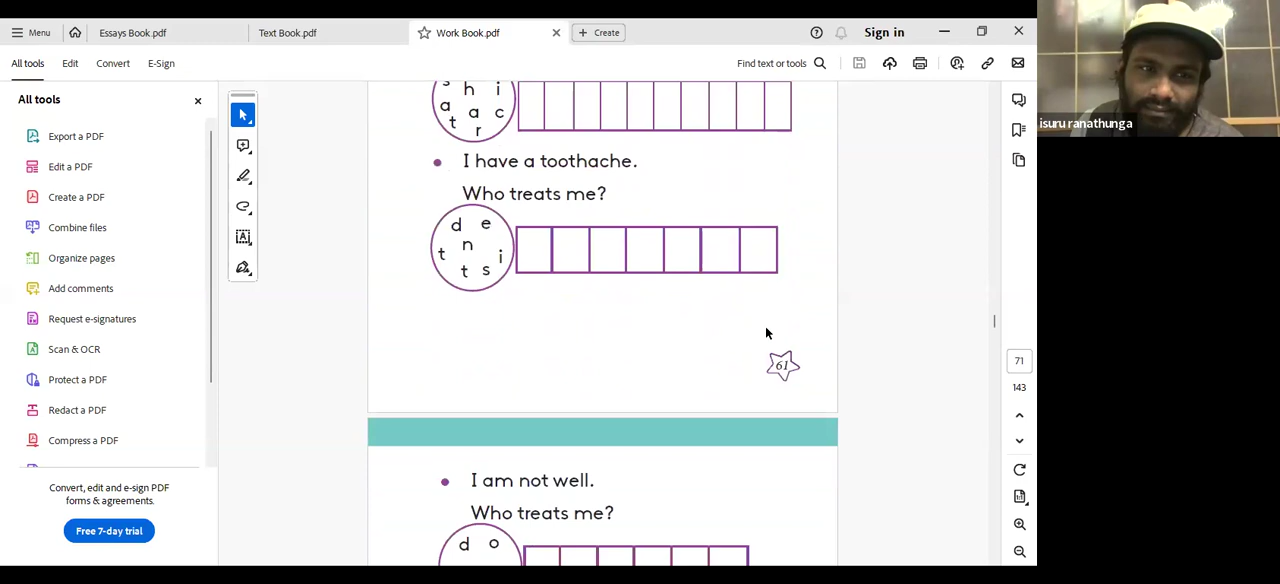 Menu
Essays Book.pdf
Text Book.pdf
Work Book.pdf
Create
Sign in
All tools
Edit
Convert
E-Sign
Find text or tools
All tools
Export a PDF
Edit a PDF
Create a PDF
Combine files
Organize pages
Add comments
Request e-signatures
Scan & OCR
Protect a PDF
Redact a PDF
Compress a PDF
Convert, edit and e-sign PDF
forms & agreements.
Free 7-day trial
s h i
a a c
t r
I have a toothache.
Who treats me?
d e
n
t i
t s
61
I am not well.
Who treats me?
d o
71
143
isuru ranathunga